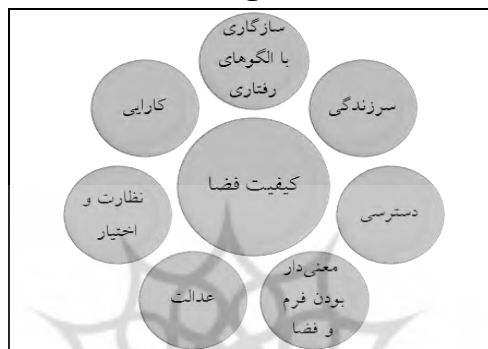 سازگاری
با الگوهای
رفتاری
سرزندگی
دسترسی
معنی‌دار
بودن فرم
و فضا
عدالت
نظارت و
اختیار
کارایی
کیفیت فضا